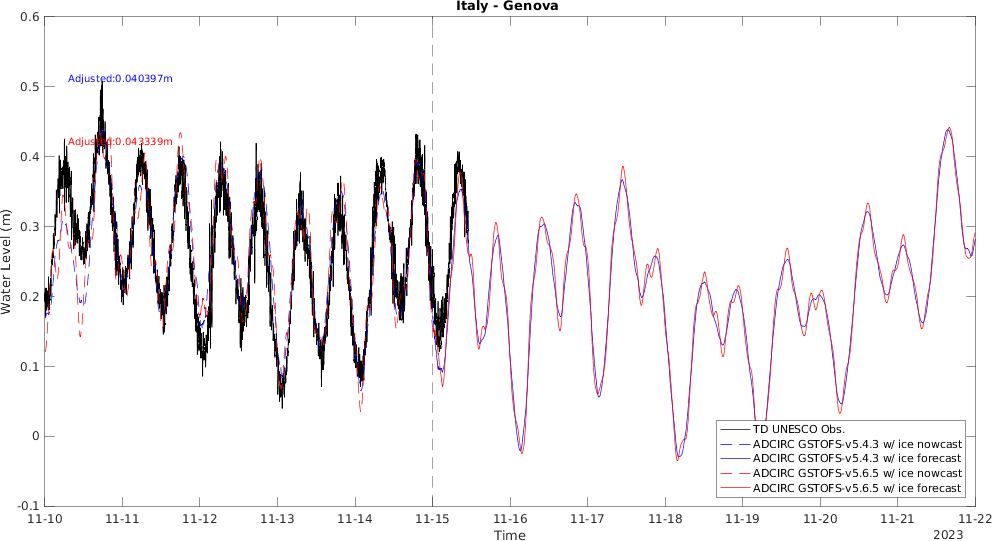 Italy - Genova
0.6
0.5
0.4
0.3
0.2
0.1
0
-0.1
Water Level (m)
Adjusted:0.040397m
Adjusted:0.043339m
TD UNESCO Obs.
ADCIRC GSTOFS-v5.4.3 w/ ice nowcast
ADCIRC GSTOFS-v5.4.3 w/ ice forecast
ADCIRC GSTOFS-v5.6.5 w/ ice nowcast
ADCIRC GSTOFS-v5.6.5 w/ ice forecast
11-10 11-11 11-12 11-13 11-14 11-15 11-16 11-17 11-18 11-19 11-20 11-21 11-22
Time
2023